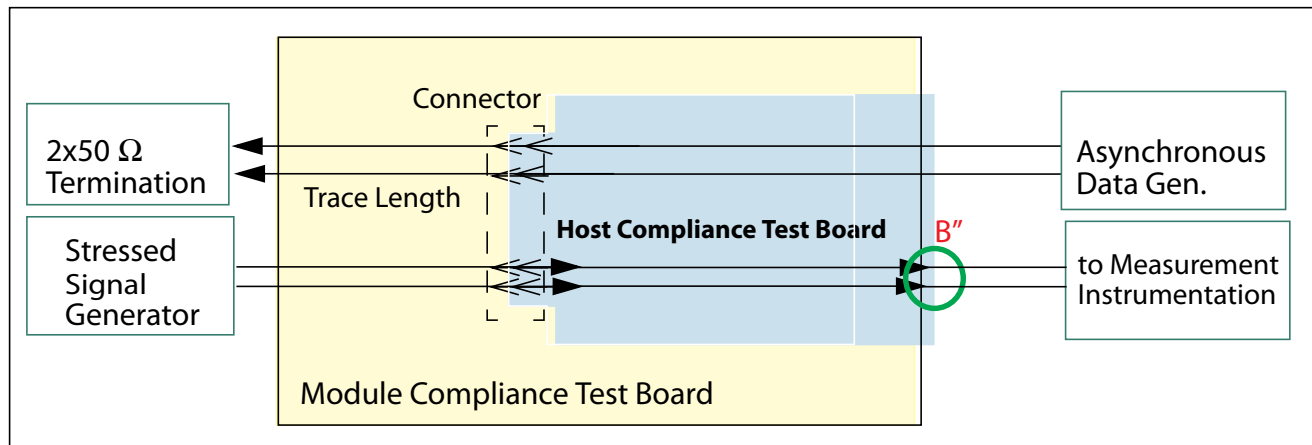 Connector
2x50 Ω
Termination
Trace Length
Asynchronous
Data Gen.
Host Compliance Test Board
B”
Stressed
Signal
Generator
to Measurement
Instrumentation
Module Compliance Test Board